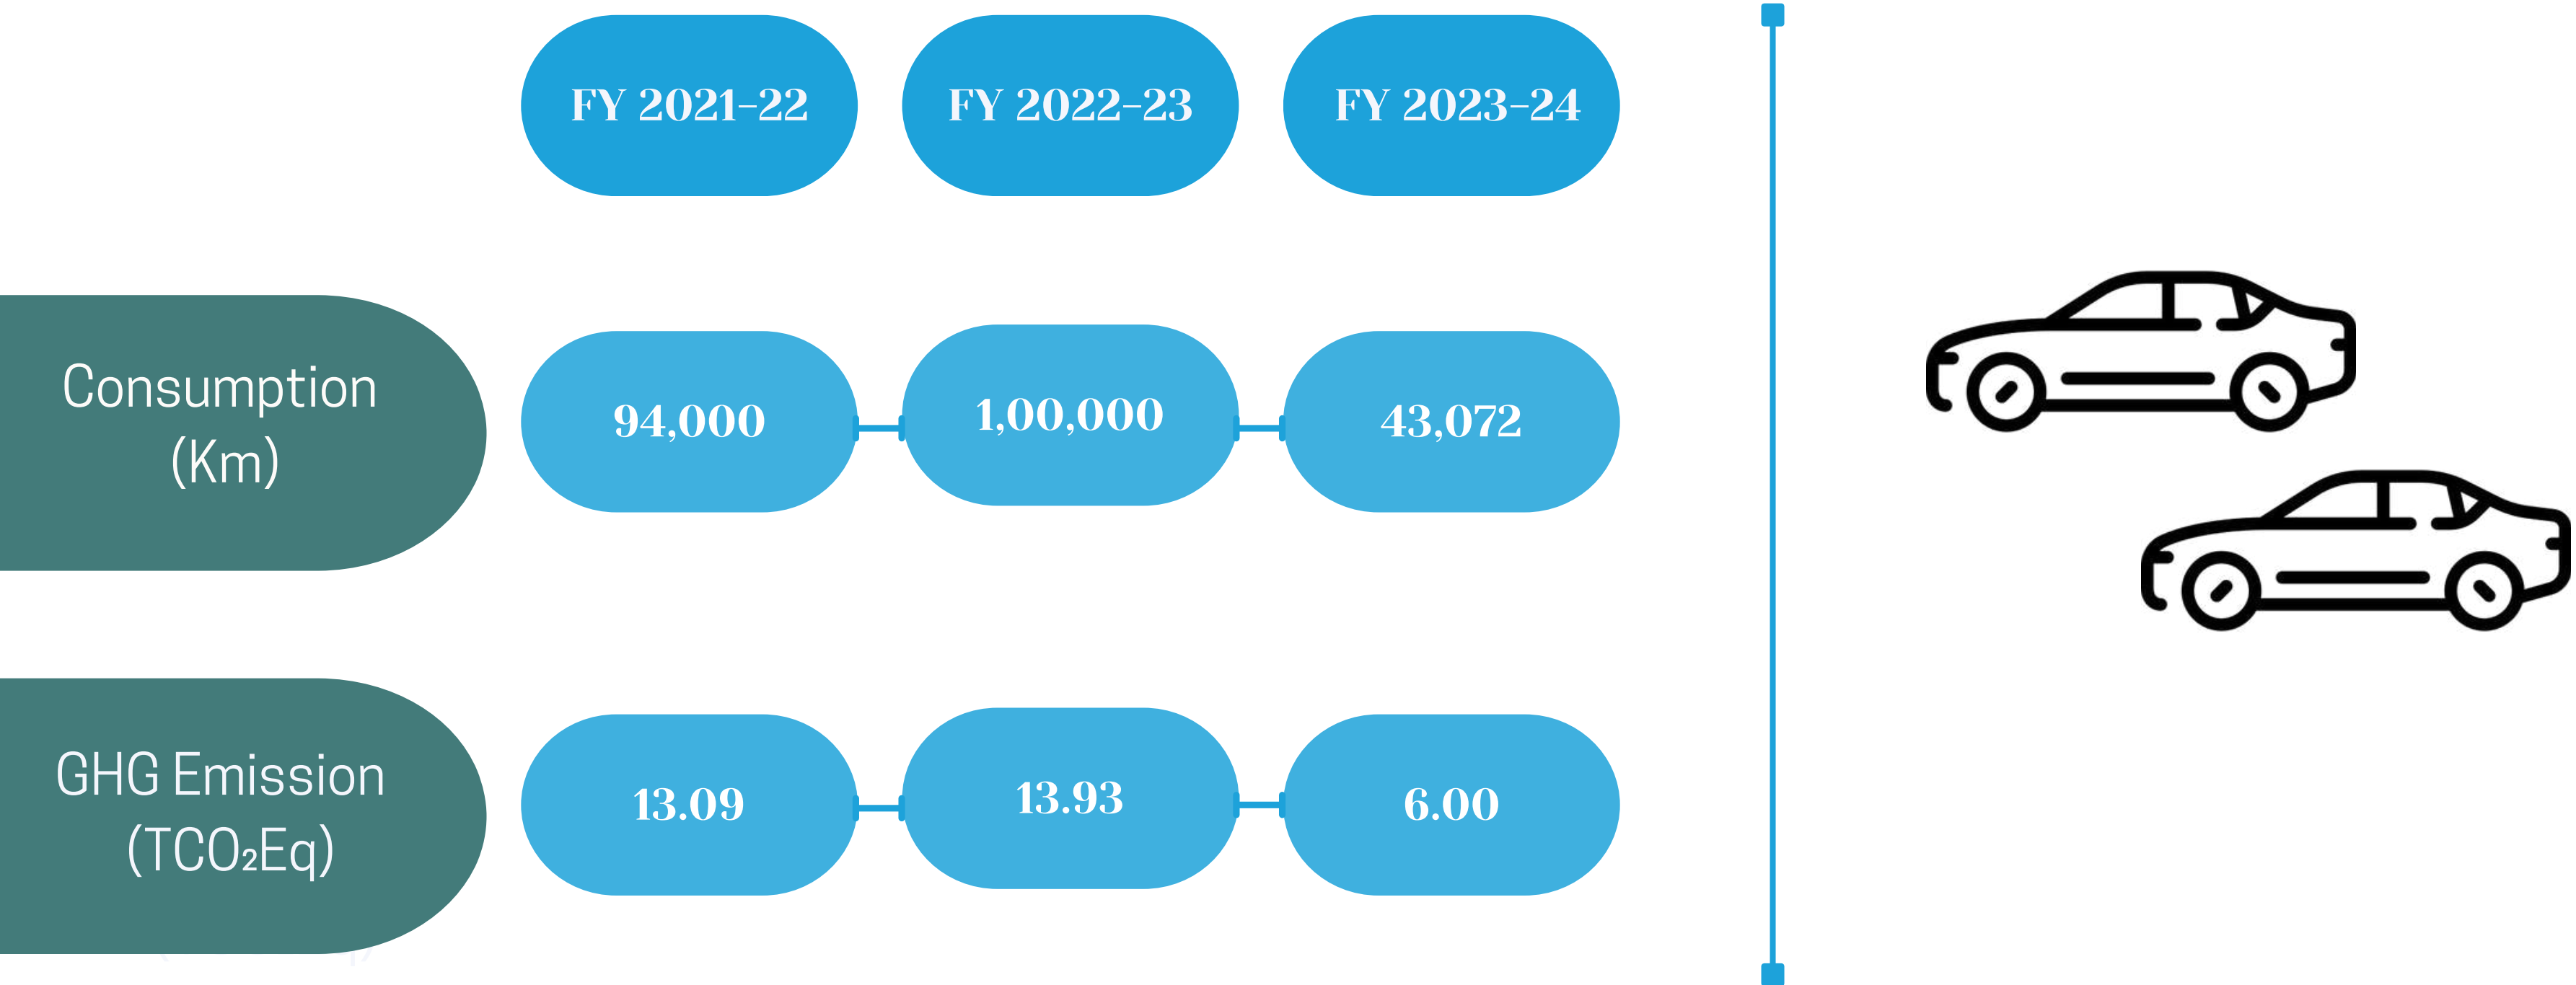 FY 2021-22 FY 2022-23 FY 2023-24
Consumption
(Km)
94,000 1,00,000 43,072
GHG Emission
(TCO₂Eq)
13.09 13.93 6.00